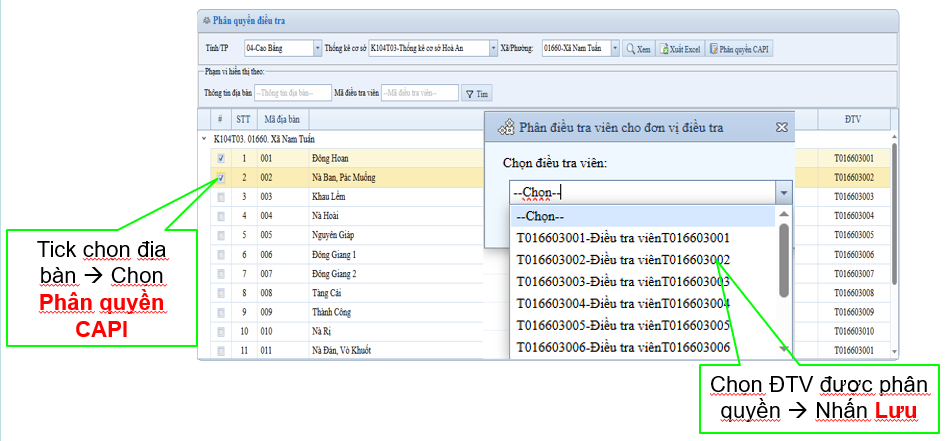 Phân quyền điều tra
Tỉnh/TP 04-Cao Bằng Thống kê cơ sở K104T03-Thống kê cơ sở Hoà An Xã/Phường: 01660-Xã Nam Tuấn Xem Xuất Excel Phân quyền CAPI
Phạm vi hiển thị theo:
Thông tin địa bàn --Thông tin địa bàn-- Mã điều tra viên --Mã điều tra viên-- Tìm
# STT Mã địa bàn ĐTV
K104T03. 01660. Xã Nam Tuấn
1 001 Đông Hoan T016603001
2 002 Nà Ban, Pác Muổng T016603002
3 003 Khau Lểm T016603003
4 004 Nà Hoài T016603004
5 005 Nguyên Giáp T016603005
6 006 Đông Giang 1 T016603006
7 007 Đông Giang 2 T016603007
8 008 Tàng Cải T016603008
9 009 Thành Công T016603009
10 010 Nà Rị T016603010
11 011 Nà Đán, Vò Khuốt T016603001
Phân điều tra viên cho đơn vị điều tra
Chọn điều tra viên:
--Chọn--
--Chọn--
T016603001-Điều tra viênT016603001
T016603002-Điều tra viênT016603002
T016603003-Điều tra viênT016603003
T016603004-Điều tra viênT016603004
T016603005-Điều tra viênT016603005
T016603006-Điều tra viênT016603006
Tick chọn địa
bàn → Chọn
Phân quyền
CAPI
Chọn ĐTV được phân
quyền → Nhấn Lưu